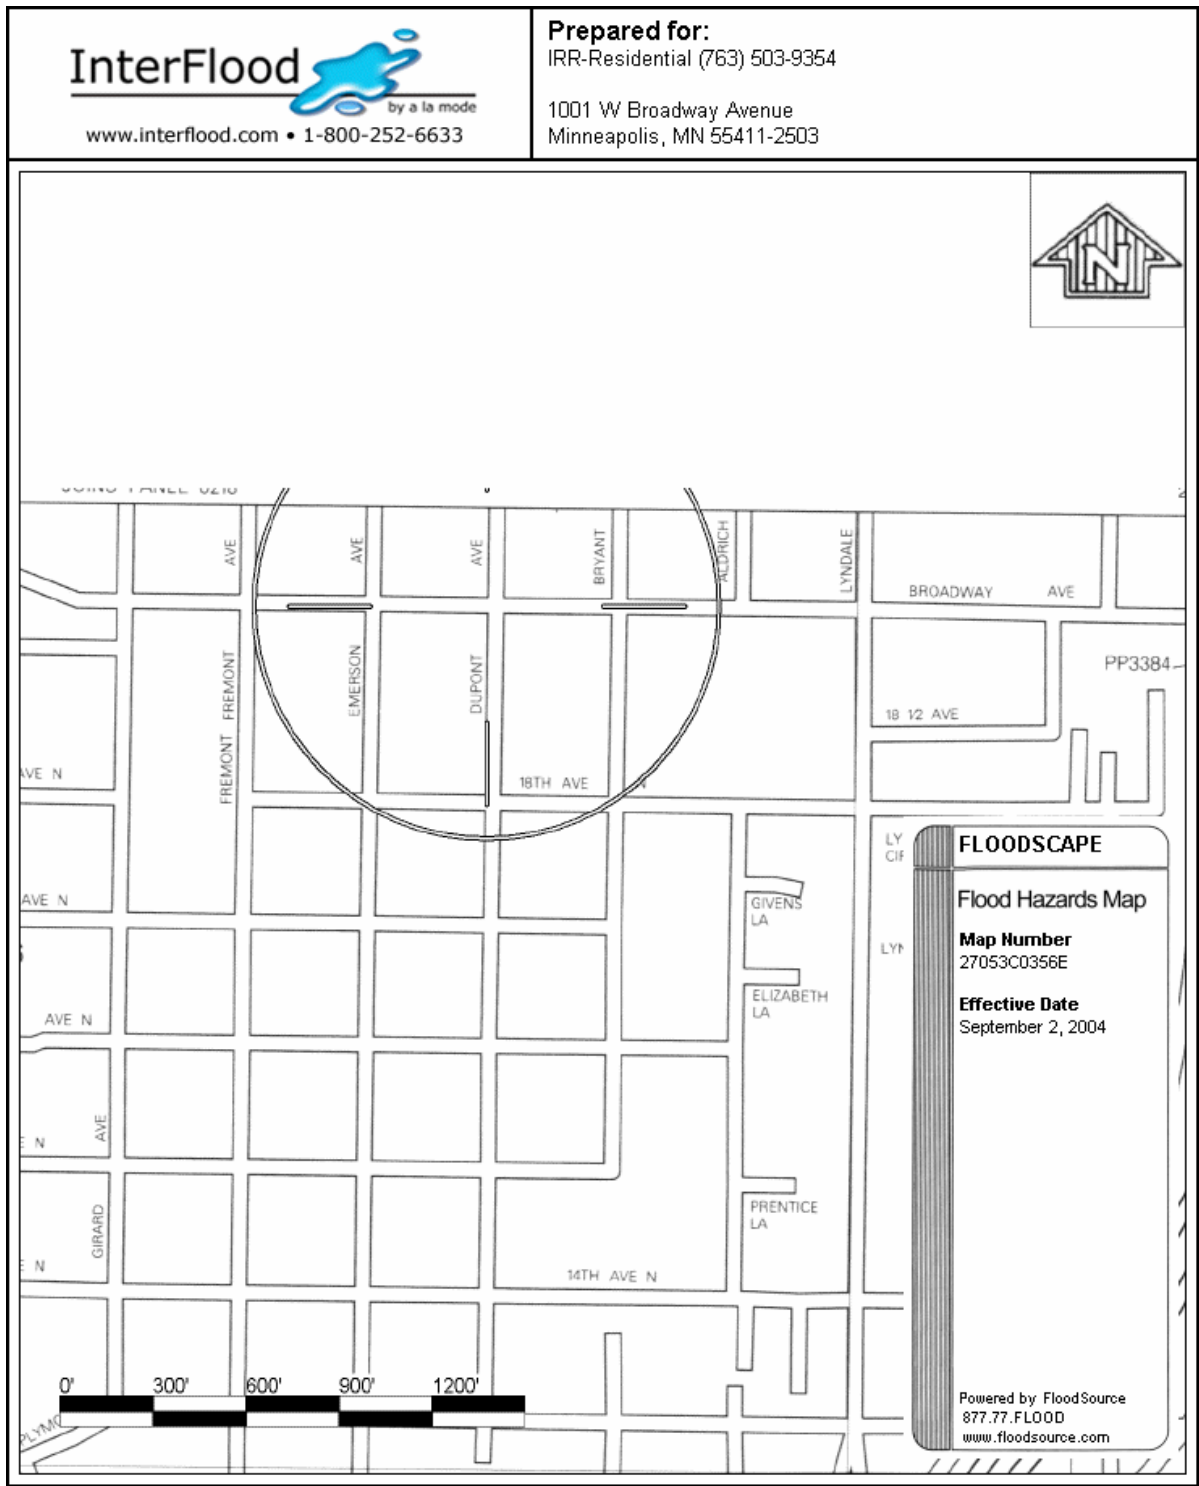 InterFlood
by a la mode
www.interflood.com • 1-800-252-6633
Prepared for:
IRR-Residential (763) 503-9354
1001 W Broadway Avenue
Minneapolis, MN 55411-2503
N
AVE
AVE
AVE
BRYANT
ALDRICH
LYNDALE
BROADWAY AVE
FREMONT FREMONT
EMERSON
DUPONT
PP3384
18 1/2 AVE
AVE N
18TH AVE N
LY
CIR
AVE N
GIVENS
LA
LYN
ELIZABETH
LA
AVE N
AVE
E N
GIRARD
PRENTICE
LA
E N
14TH AVE N
FLOODSCAPE
Flood Hazards Map
Map Number
27053C0356E
Effective Date
September 2, 2004
Powered by FloodSource
877.77.FLOOD
www.floodsource.com
0' 300' 600' 900' 1200'